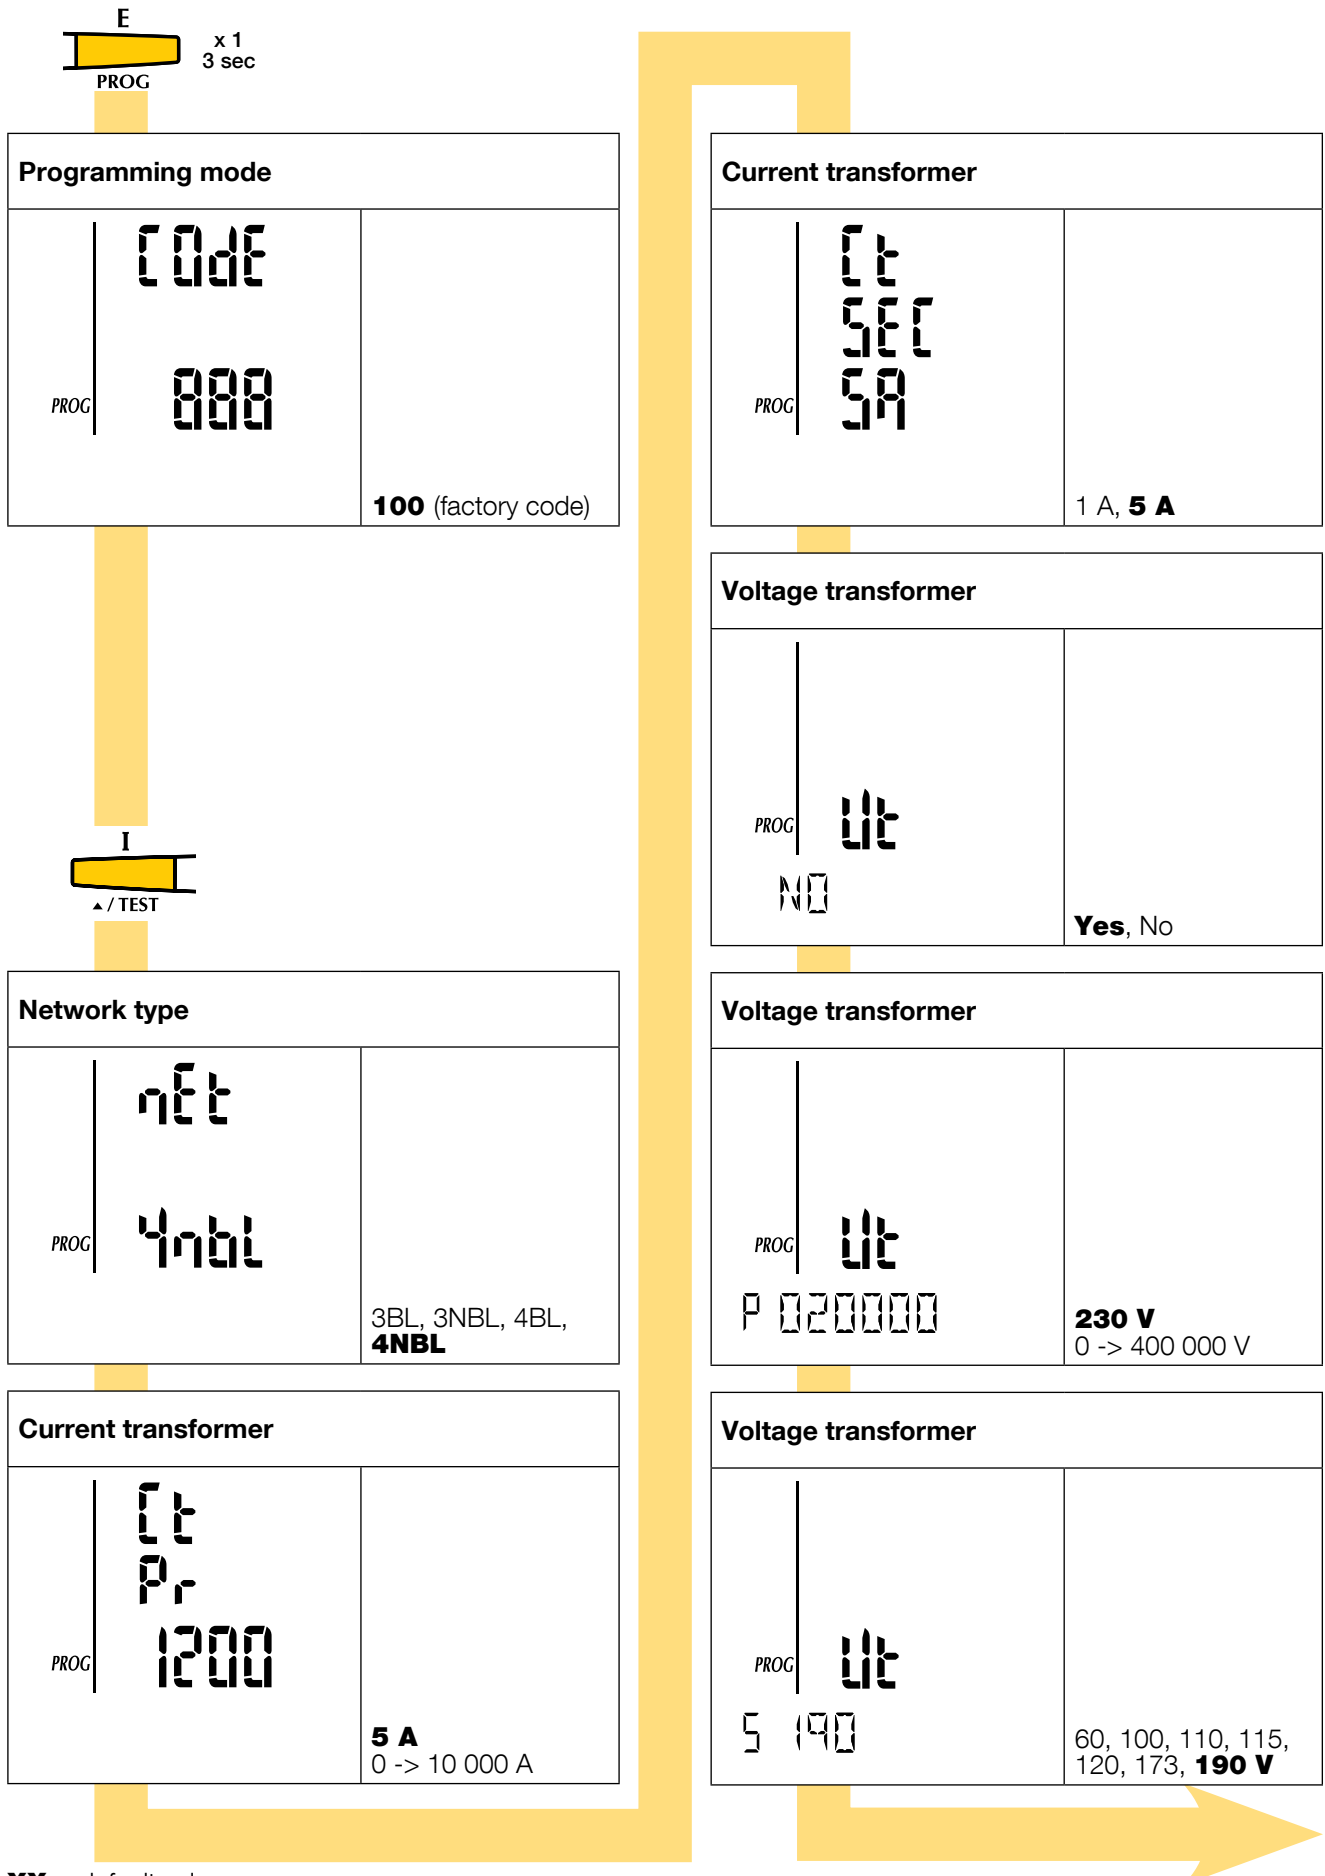 E
x 1
3 sec
PROG
Programming mode
COdE
PROG 888
100 (factory code)
I
▲ / TEST
Network type
nEt
PROG 4nbL
3BL, 3NBL, 4BL,
4NBL
Current transformer
Ct
Pr
PROG 1200
5 A
0 -> 10 000 A
Current transformer
Ct
SEC
PROG 5A
1 A, 5 A
Voltage transformer
PROG Ut
NO
Yes, No
Voltage transformer
PROG Ut
P 020000
230 V
0 -> 400 000 V
Voltage transformer
PROG Ut
S 190
60, 100, 110, 115,
120, 173, 190 V